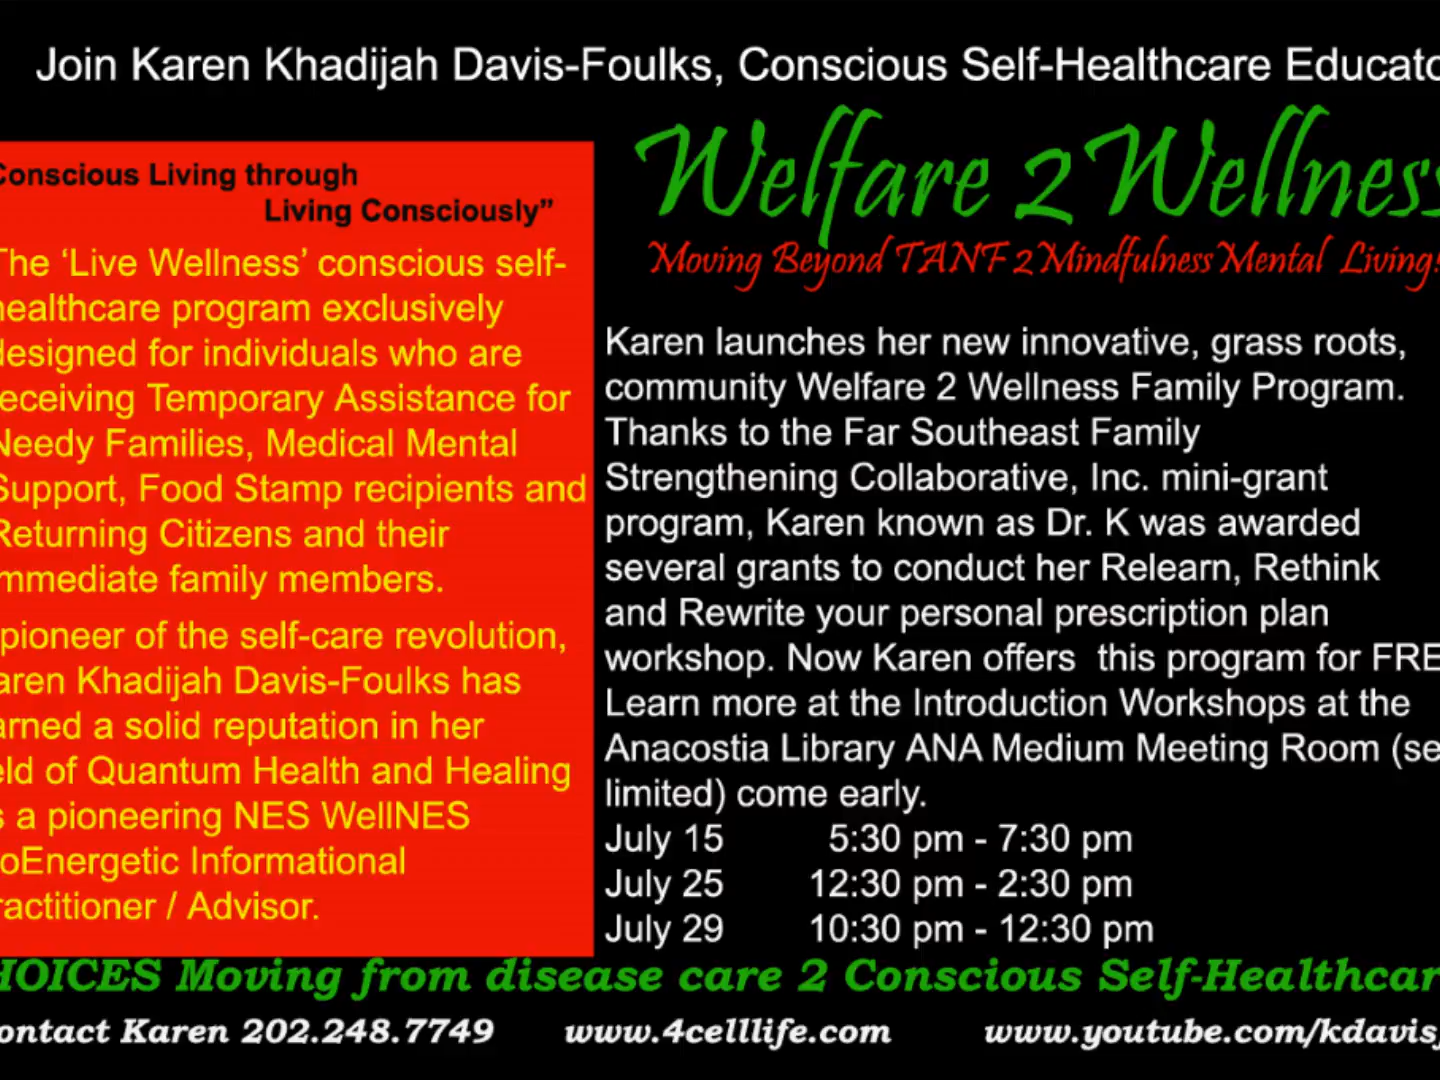 Join Karen Khadijah Davis-Foulks, Conscious Self-Healthcare Educato
Conscious Living through
Living Consciously”
The ‘Live Wellness’ conscious self-
healthcare program exclusively
designed for individuals who are
receiving Temporary Assistance for
Needy Families, Medical Mental
Support, Food Stamp recipients and
Returning Citizens and their
immediate family members.
pioneer of the self-care revolution,
aren Khadijah Davis-Foulks has
arned a solid reputation in her
eld of Quantum Health and Healing
s a pioneering NES WellNES
oEnergetic Informational
ractitioner / Advisor.
Welfare 2 Wellness
Moving Beyond TANF 2 Mindfulness Mental Living!
Karen launches her new innovative, grass roots,
community Welfare 2 Wellness Family Program.
Thanks to the Far Southeast Family
Strengthening Collaborative, Inc. mini-grant
program, Karen known as Dr. K was awarded
several grants to conduct her Relearn, Rethink
and Rewrite your personal prescription plan
workshop. Now Karen offers this program for FRE
Learn more at the Introduction Workshops at the
Anacostia Library ANA Medium Meeting Room (se
limited) come early.
July 15 5:30 pm - 7:30 pm
July 25 12:30 pm - 2:30 pm
July 29 10:30 pm - 12:30 pm
HOICES Moving from disease care 2 Conscious Self-Healthcar
ontact Karen 202.248.7749 www.4celllife.com www.youtube.com/kdavis